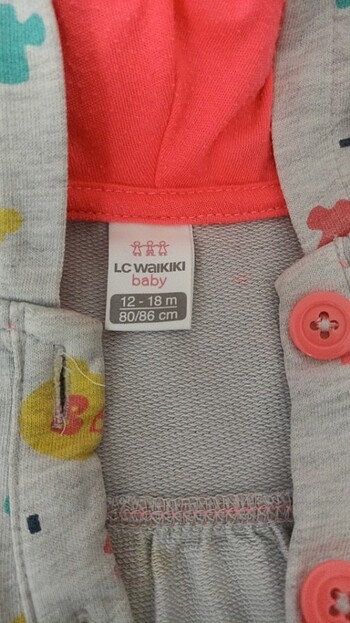 LC WAIKIKI
baby
12 - 18 m
80/86 cm